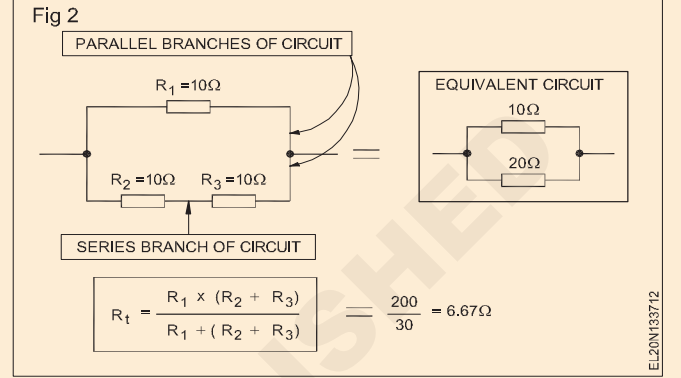 Fig 2
PARALLEL BRANCHES OF CIRCUIT
R1 =10Ω
R2 =10Ω R3 =10Ω
SERIES BRANCH OF CIRCUIT
=
EQUIVALENT CIRCUIT
10Ω
20Ω
Rt = R1 x (R2 + R3) / R1 + ( R2 + R3 ) = 200 / 30 = 6.67Ω
EL20N133712
SHED